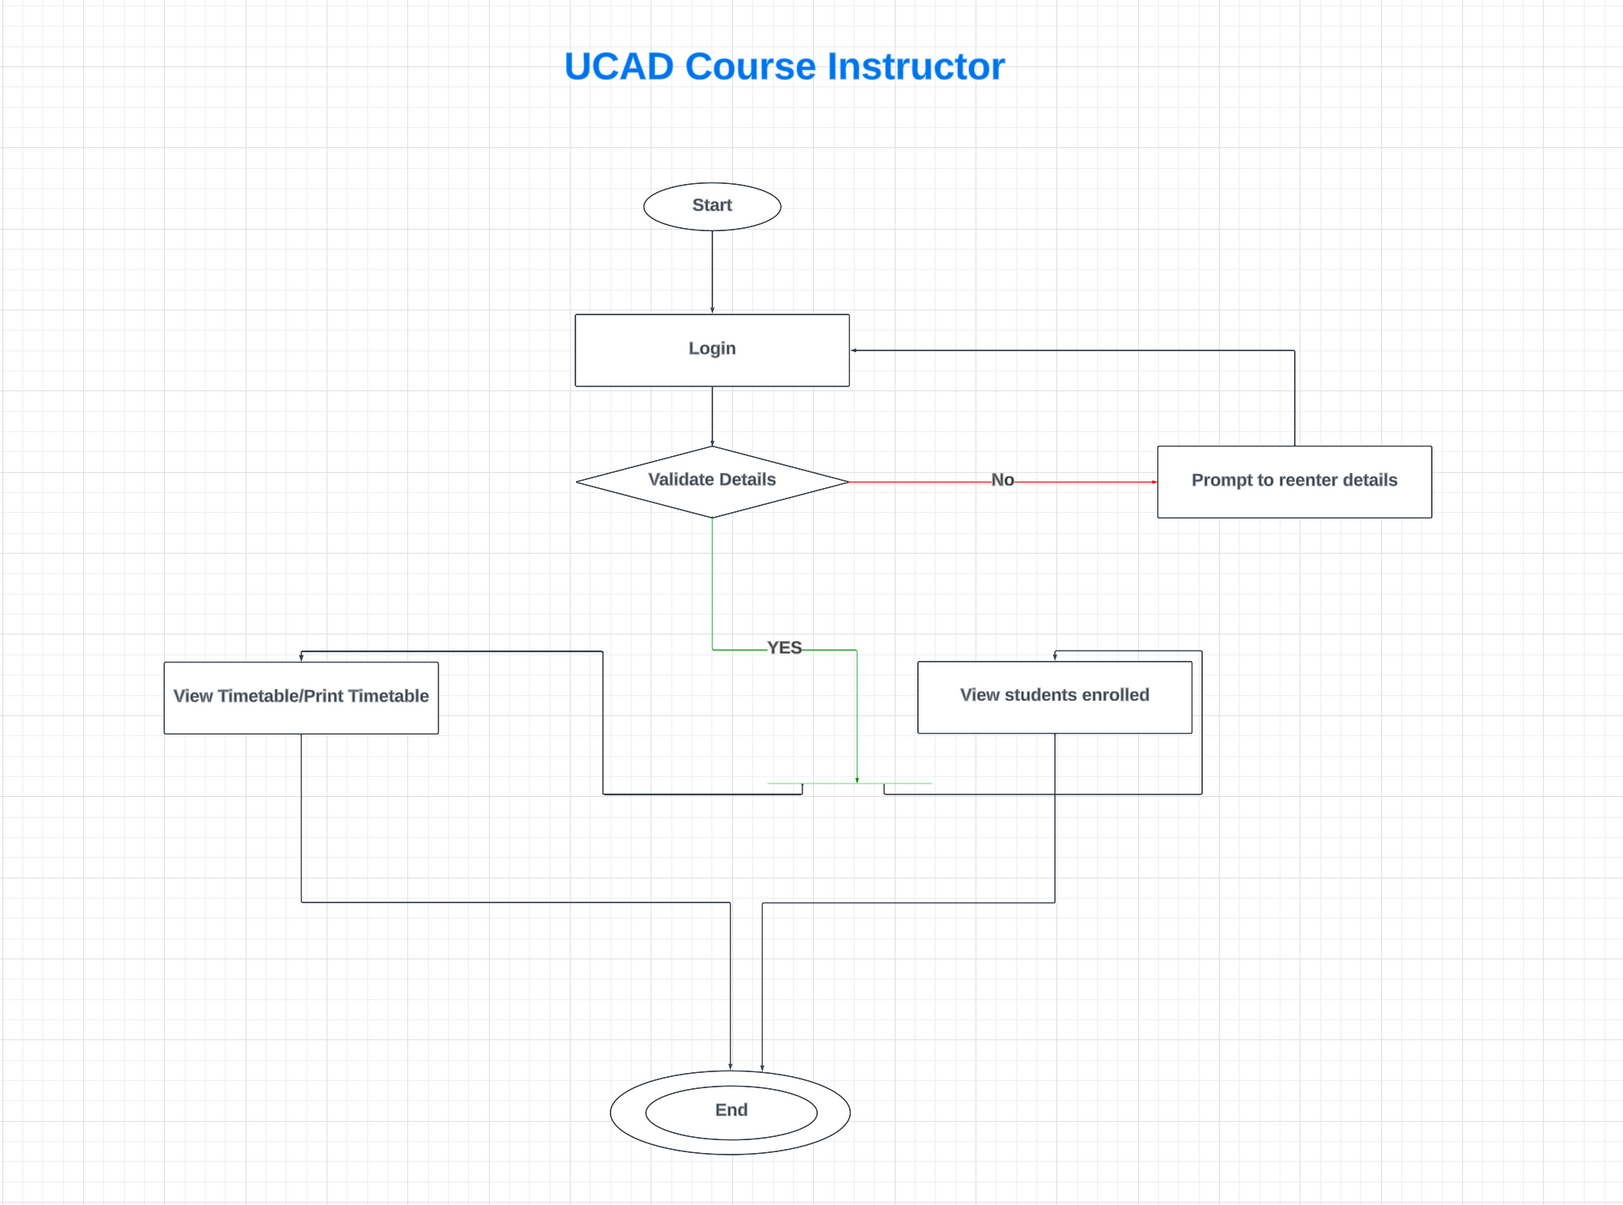 UCAD Course Instructor
Start
Login
Validate Details
No
Prompt to reenter details
YES
View Timetable/Print Timetable
View students enrolled
End